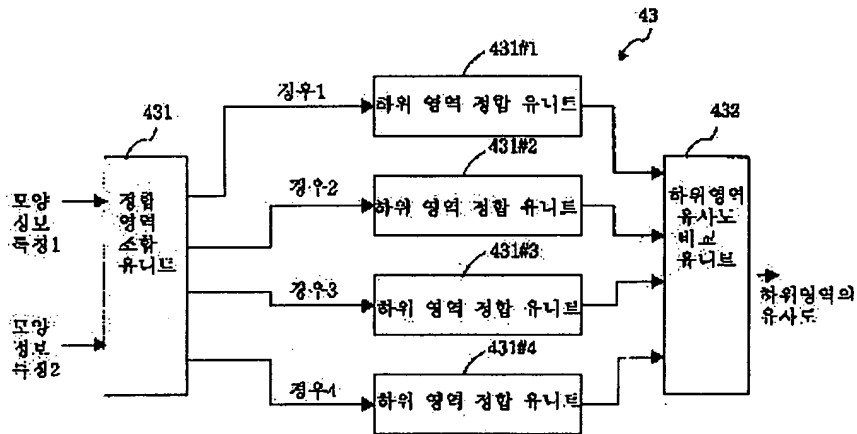 43
431#1
경우1
하위 영역 정합 유니트
431
432
431#2
모양
정보
특징1
정합
영역
조합
유니트
경우2
하위 영역 정합 유니트
하위영역
유사도
비교
유니트
431#3
경우3
하위 영역 정합 유니트
하위영역의
유사도
모양
정보
특징2
431#4
경우4
하위 영역 정합 유니트